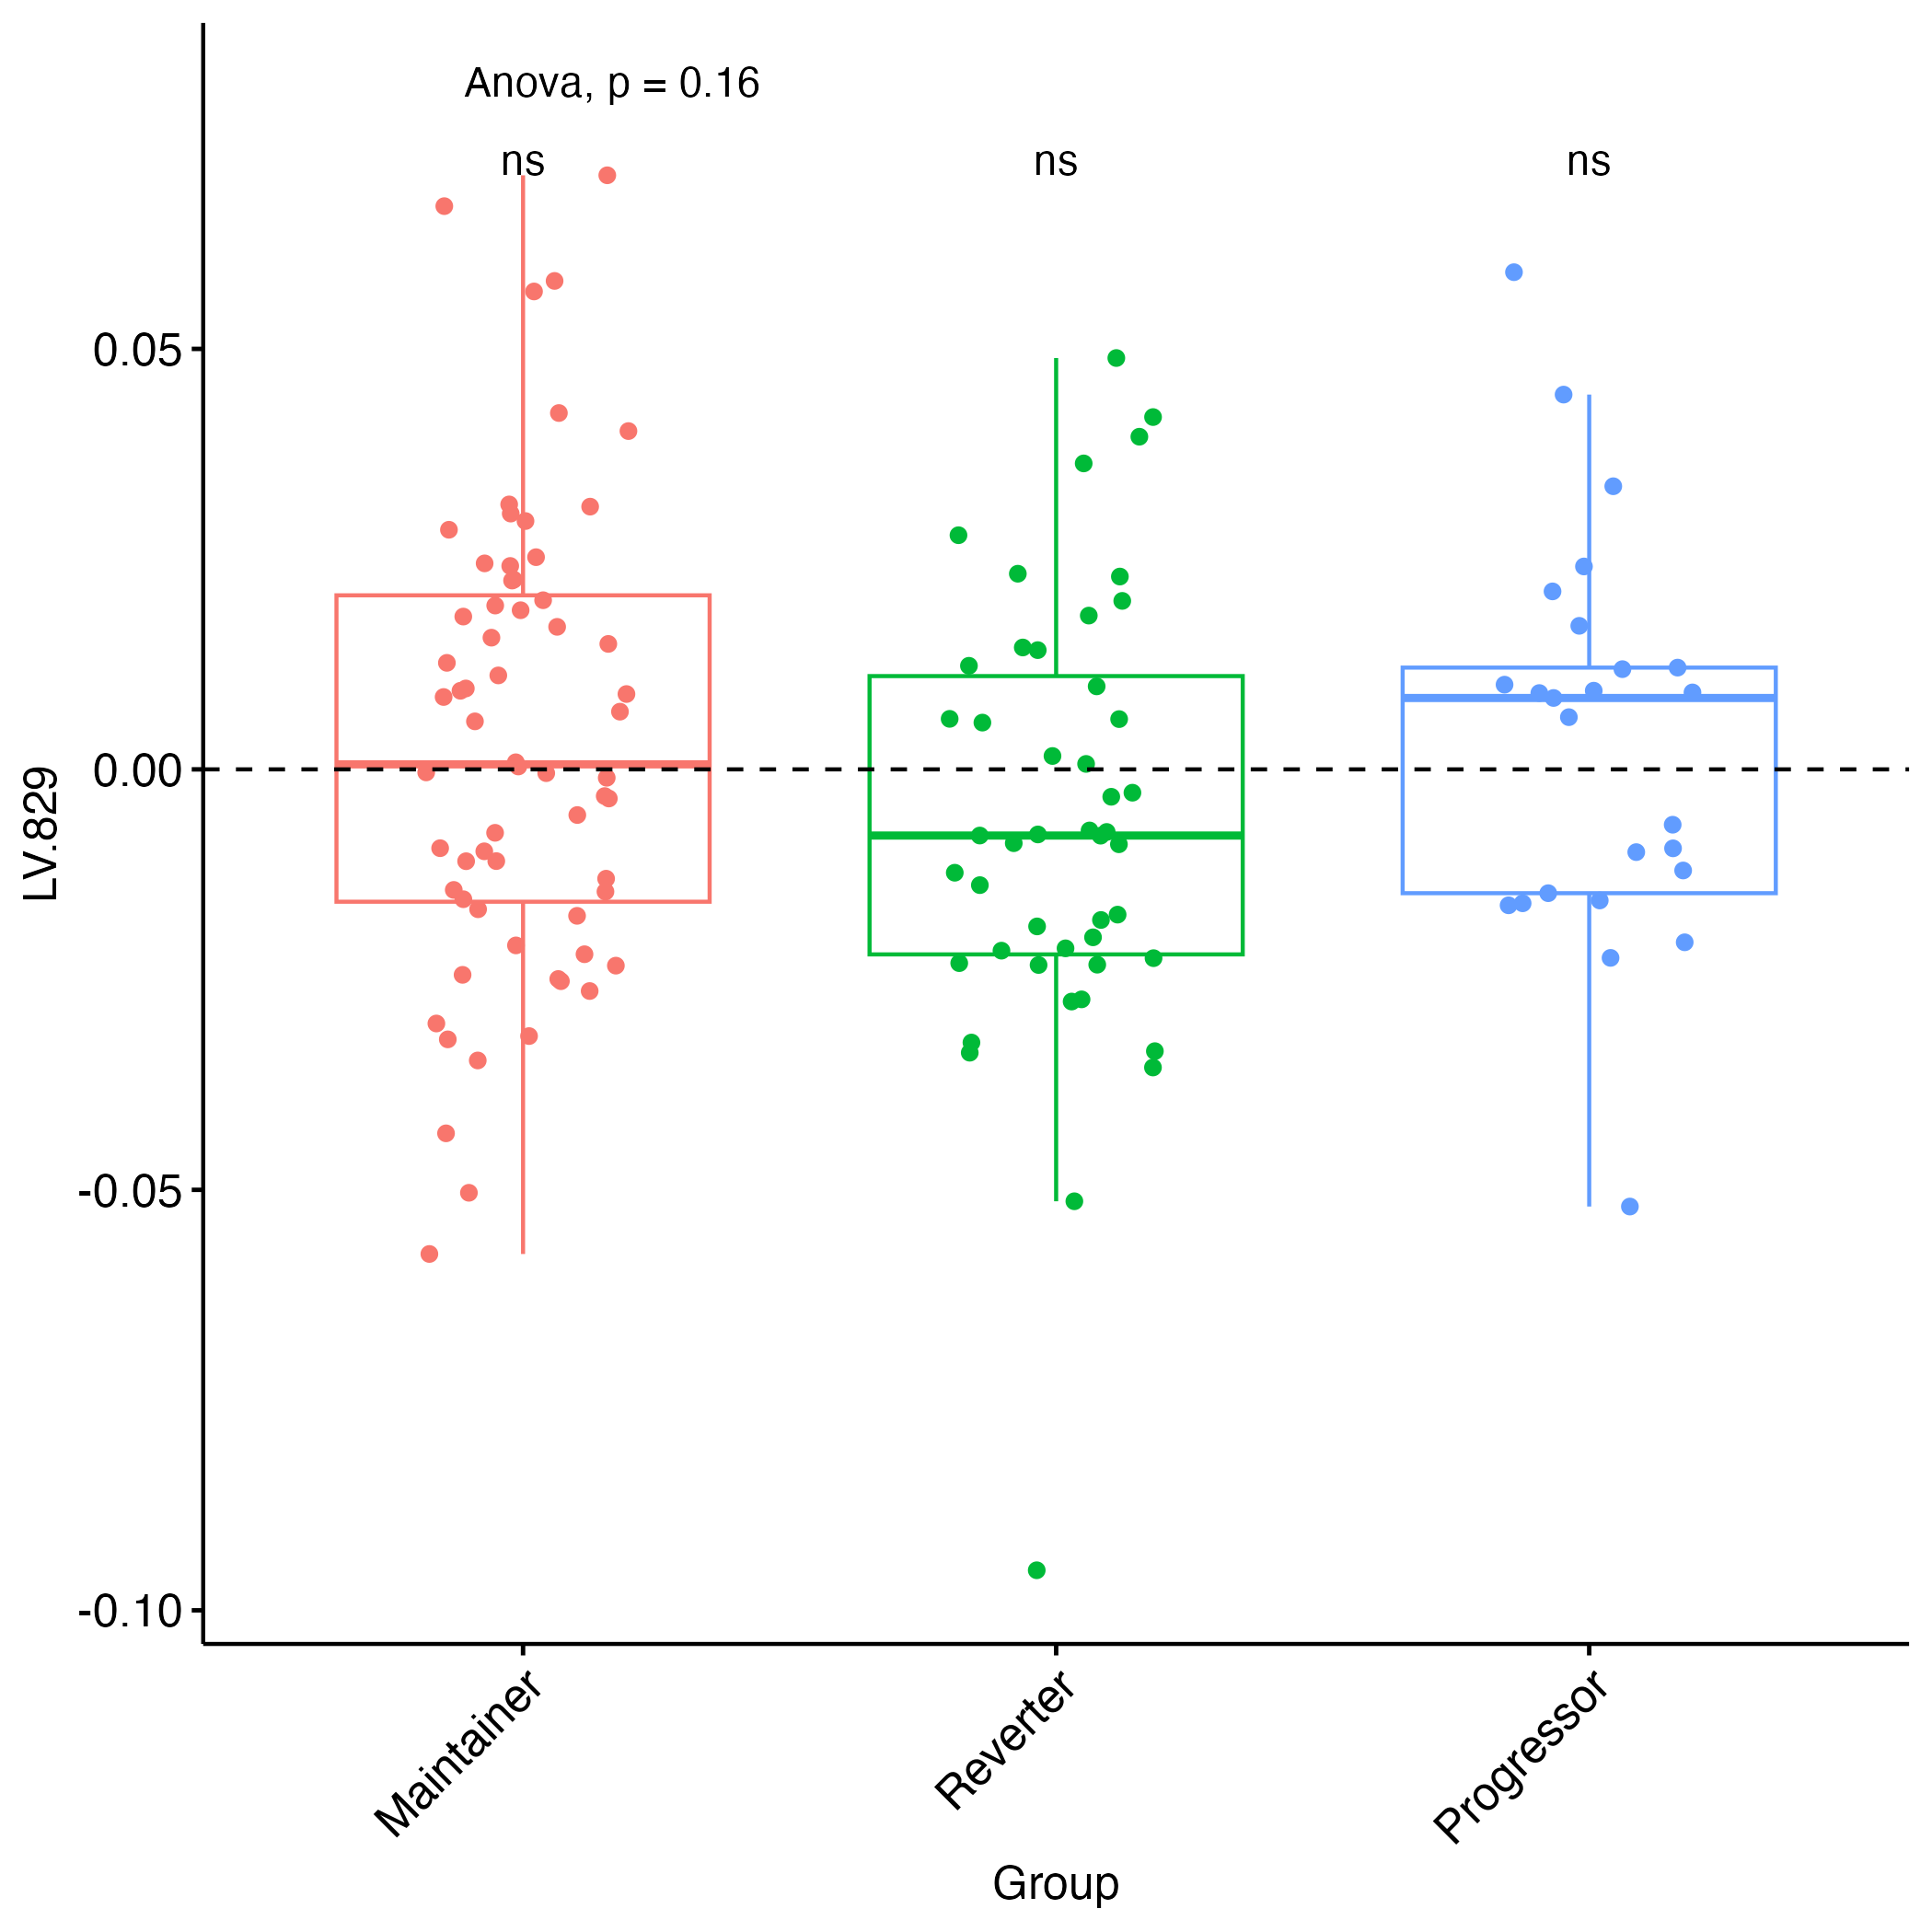 Anova, p = 0.16
ns ns ns
0.05
0.00
-0.05
-0.10
LV.829
Maintainer Reverter Progressor
Group